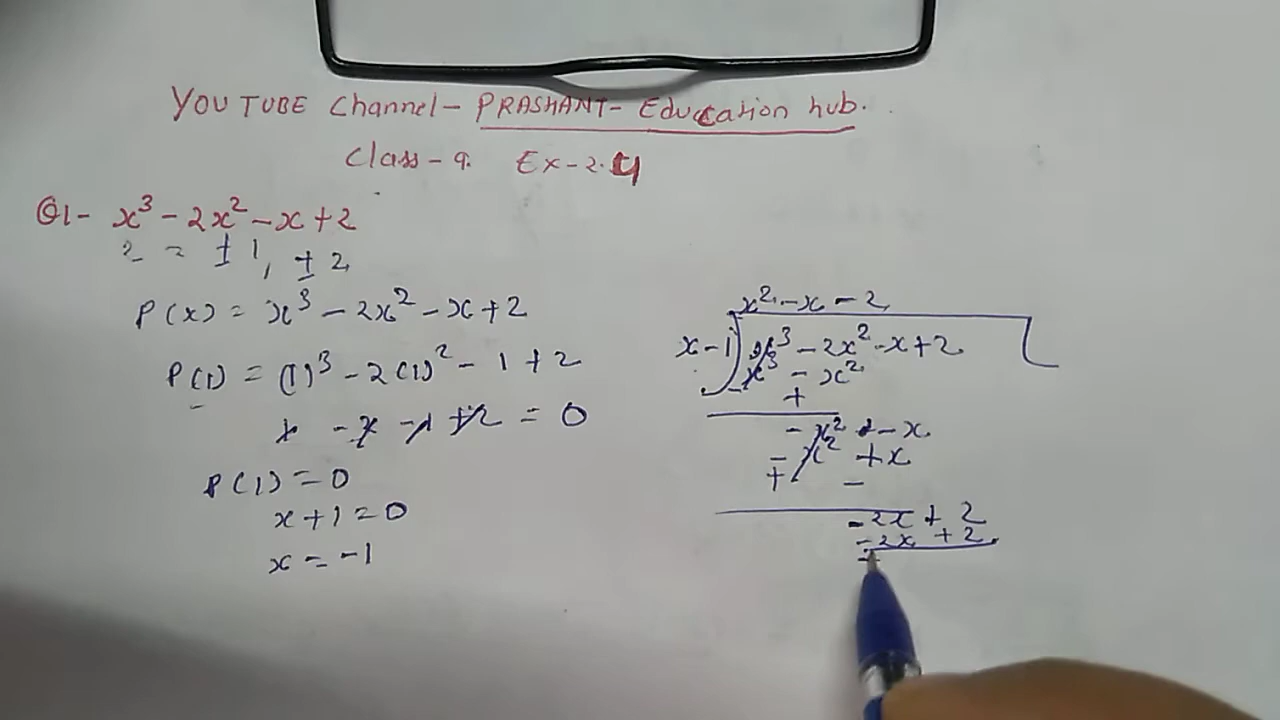 YOUTUBE Channel- PRASHANT- Education hub.
Class-9. Ex-2.4
Q1- x³ - 2x² - x + 2
2 = ±1, ±2
P(x) = x³ - 2x² - x + 2
P(1) = (1)³ - 2(1)² - 1 + 2
1 - 2 - 1 + 2 = 0
P(1) = 0
x + 1 = 0
x = -1
x² - x - 2
x-1) x³ - 2x² - x + 2
x³ - x²
- +
- x² - x
- x² + x
+ -
-2x + 2
-2x + 2